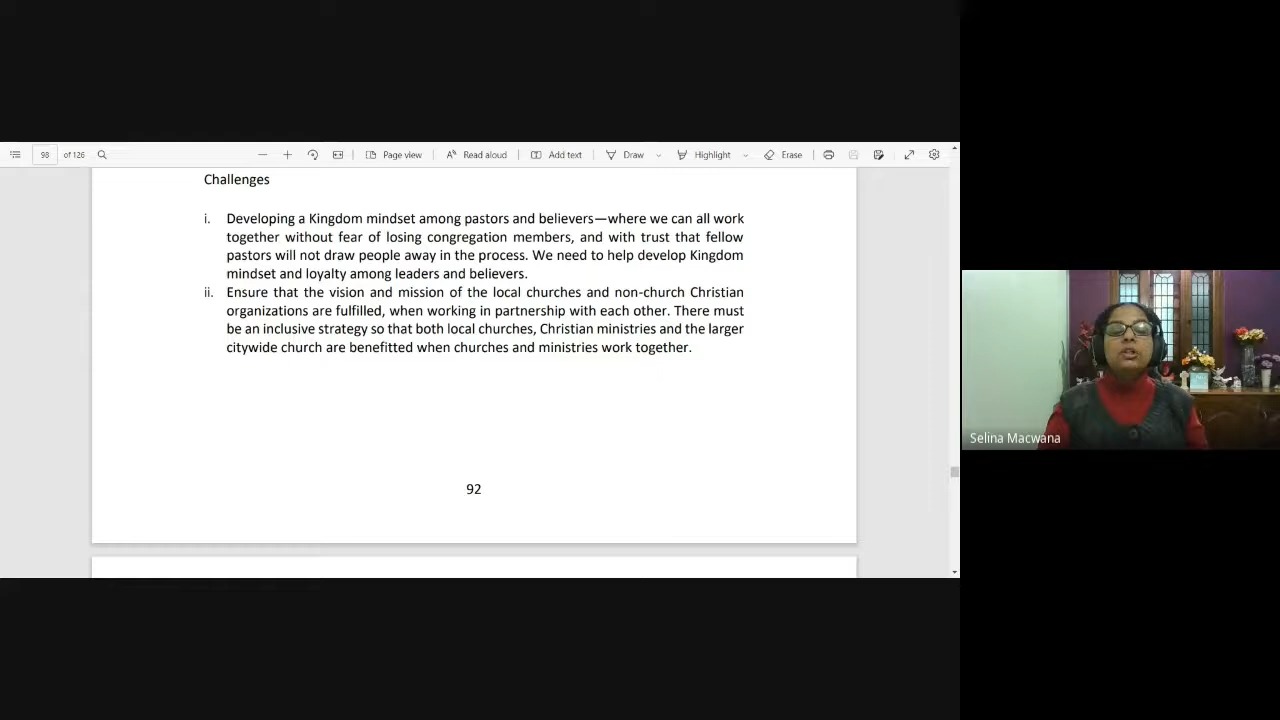 98 of 126 Page view Read aloud Add text Draw Highlight Erase
Challenges
i. Developing a Kingdom mindset among pastors and believers—where we can all work
together without fear of losing congregation members, and with trust that fellow
pastors will not draw people away in the process. We need to help develop Kingdom
mindset and loyalty among leaders and believers.
ii. Ensure that the vision and mission of the local churches and non-church Christian
organizations are fulfilled, when working in partnership with each other. There must
be an inclusive strategy so that both local churches, Christian ministries and the larger
citywide church are benefitted when churches and ministries work together.
92
Selina Macwana